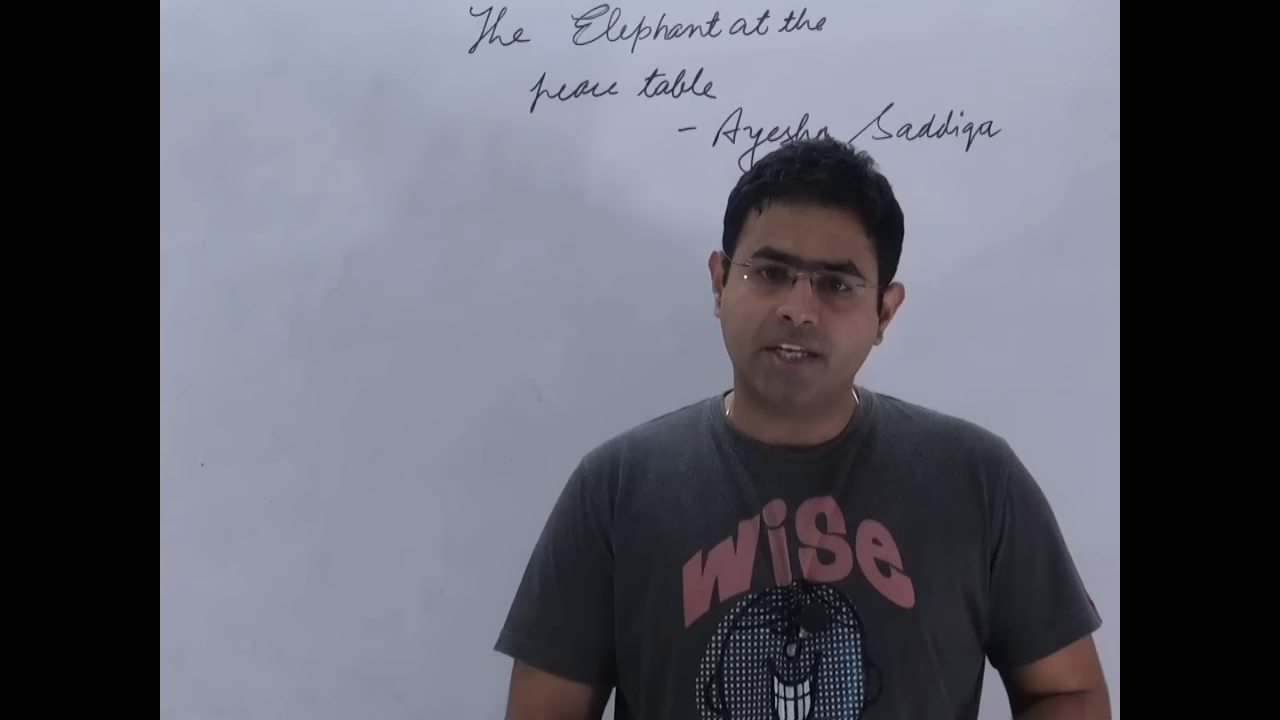 The Elephant at the
peace table
- Ayesha Saddiqa
WiSe